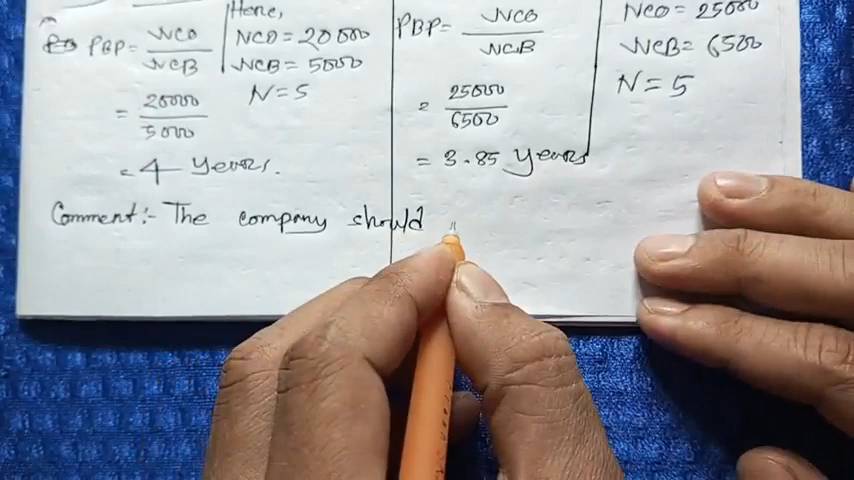 PBP = NCO / NCB
Here,
NCO = 20000
NCB = 5000
N = 5
= 20000 / 5000
= 4 Years.
PBP = NCO / NCB
NCO = 25000
NCB = 6500
N = 5
= 25000 / 6500
= 3.85 Years
Comment:- The company should